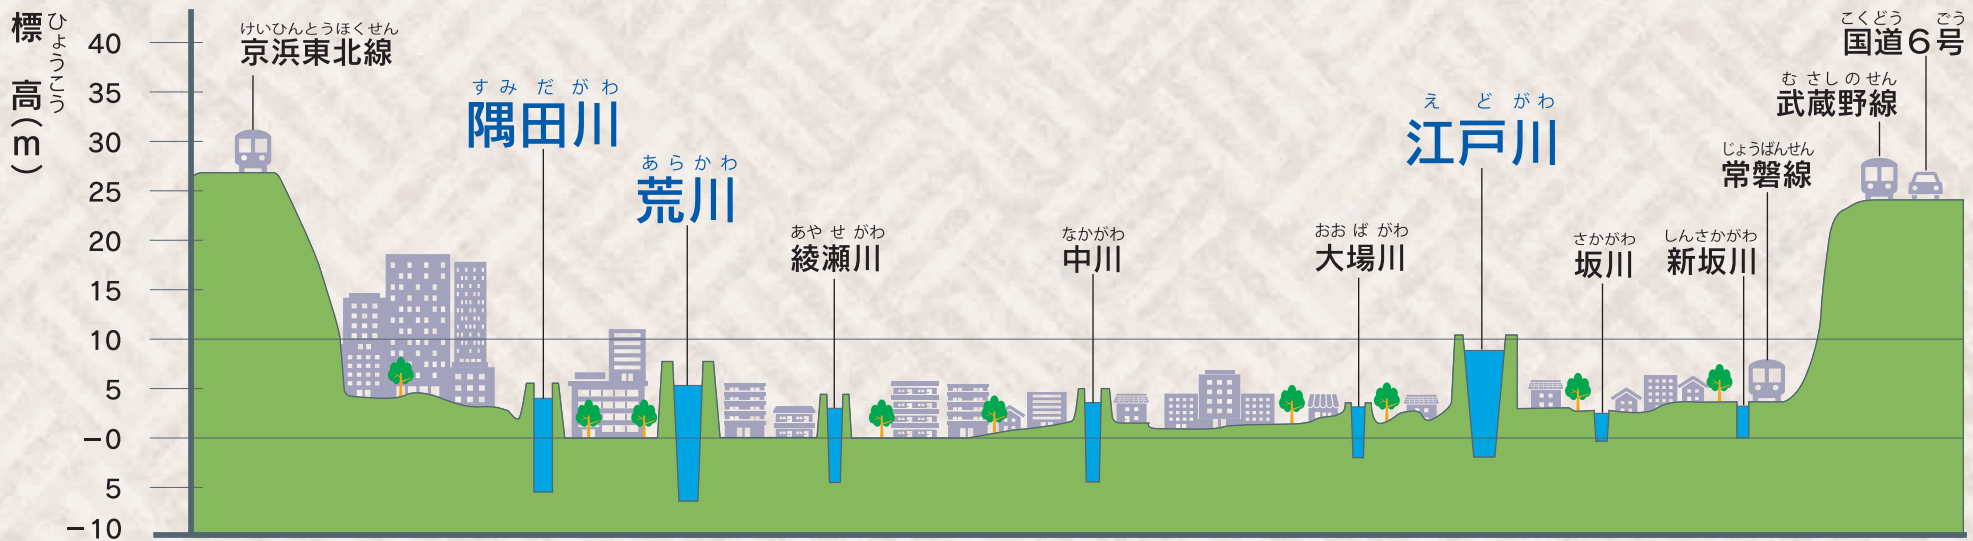 ひょうこう
標高(m)
40
35
30
25
20
15
10
5
−0
5
−10
けいひんとうほくせん
京浜東北線
すみだがわ
隅田川
あらかわ
荒川
あやせがわ
綾瀬川
なかがわ
中川
おおばがわ
大場川
えどがわ
江戸川
さかがわ
坂川
しんさかがわ
新坂川
じょうばんせん
常磐線
むさしのせん
武蔵野線
こくどう ごう
国道6号